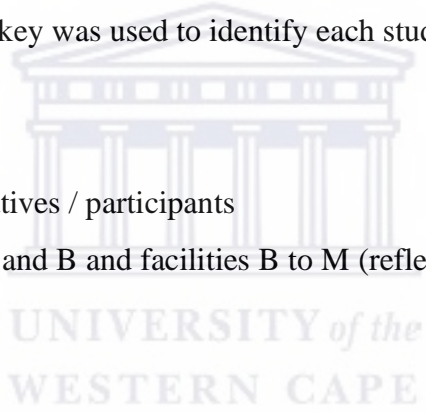 key was used to identify each stud
tives / participants
and B and facilities B to M (refle
UNIVERSITY of the
WESTERN CAPE